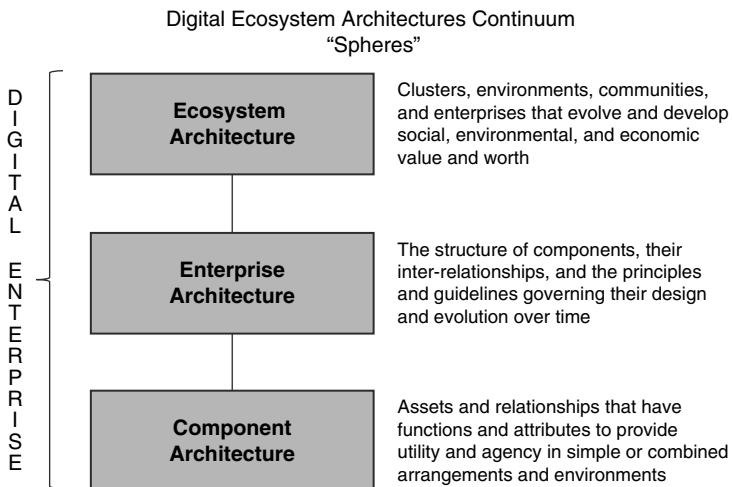 Digital Ecosystem Architectures Continuum
“Spheres”
DIGITAL ENTERPRISE
Ecosystem
Architecture
Clusters, environments, communities,
and enterprises that evolve and develop
social, environmental, and economic
value and worth
Enterprise
Architecture
The structure of components, their
inter-relationships, and the principles
and guidelines governing their design
and evolution over time
Component
Architecture
Assets and relationships that have
functions and attributes to provide
utility and agency in simple or combined
arrangements and environments